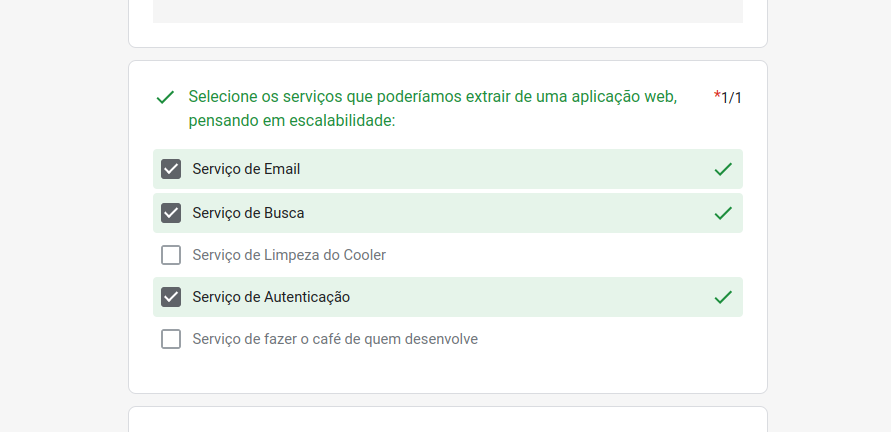 Selecione os serviços que poderíamos extrair de uma aplicação web, *1/1
pensando em escalabilidade:
Serviço de Email
Serviço de Busca
Serviço de Limpeza do Cooler
Serviço de Autenticação
Serviço de fazer o café de quem desenvolve